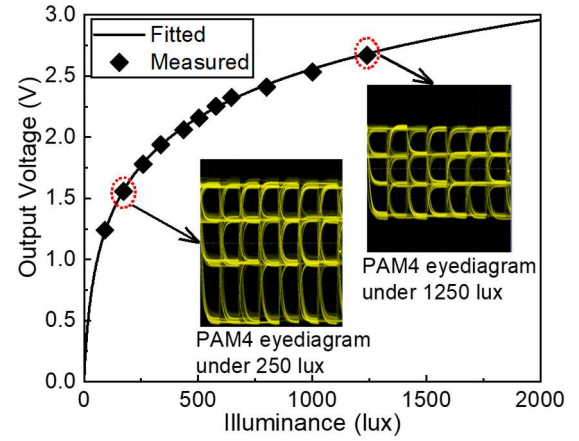 3.0
2.5
2.0
1.5
1.0
0.5
0.0
Output Voltage (V)
Fitted
Measured
PAM4 eyediagram
under 1250 lux
PAM4 eyediagram
under 250 lux
0 500 1000 1500 2000
Illuminance (lux)